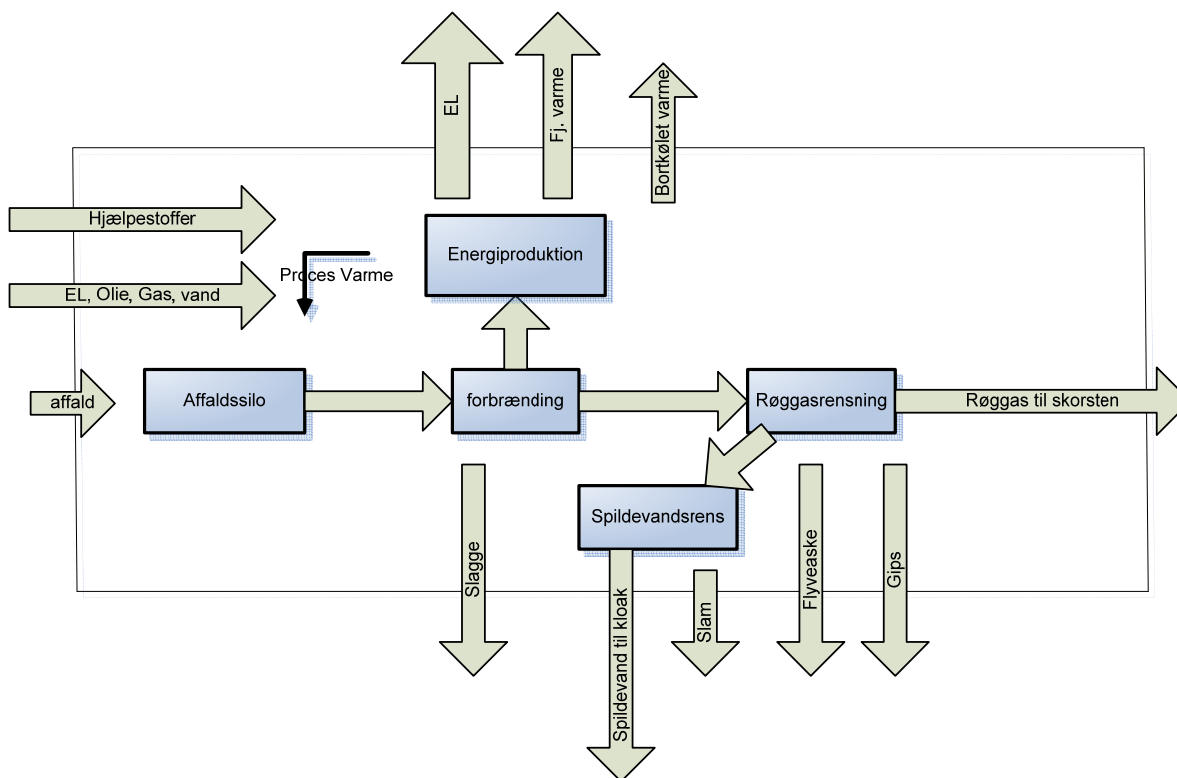 EL
Fj. varme
Bortkølet varme
Hjælpestoffer
Energiproduktion
Proces Varme
EL, Olie, Gas, vand
affald
Affaldssilo
forbrænding
Røggasrensning
Røggas til skorsten
Spildevandsrens
Slagge
Spildevand til kloak
Slam
Flyveaske
Gips